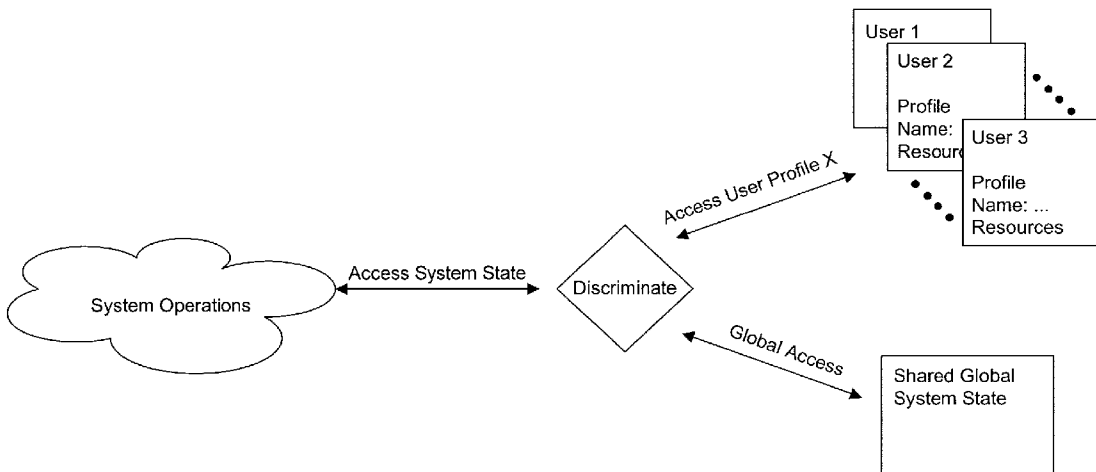 User 1
User 2
Profile
Name:
Resourc
User 3
Profile
Name: ...
Resources
Access User Profile X
Access System State
Discriminate
System Operations
Global Access
Shared Global
System State